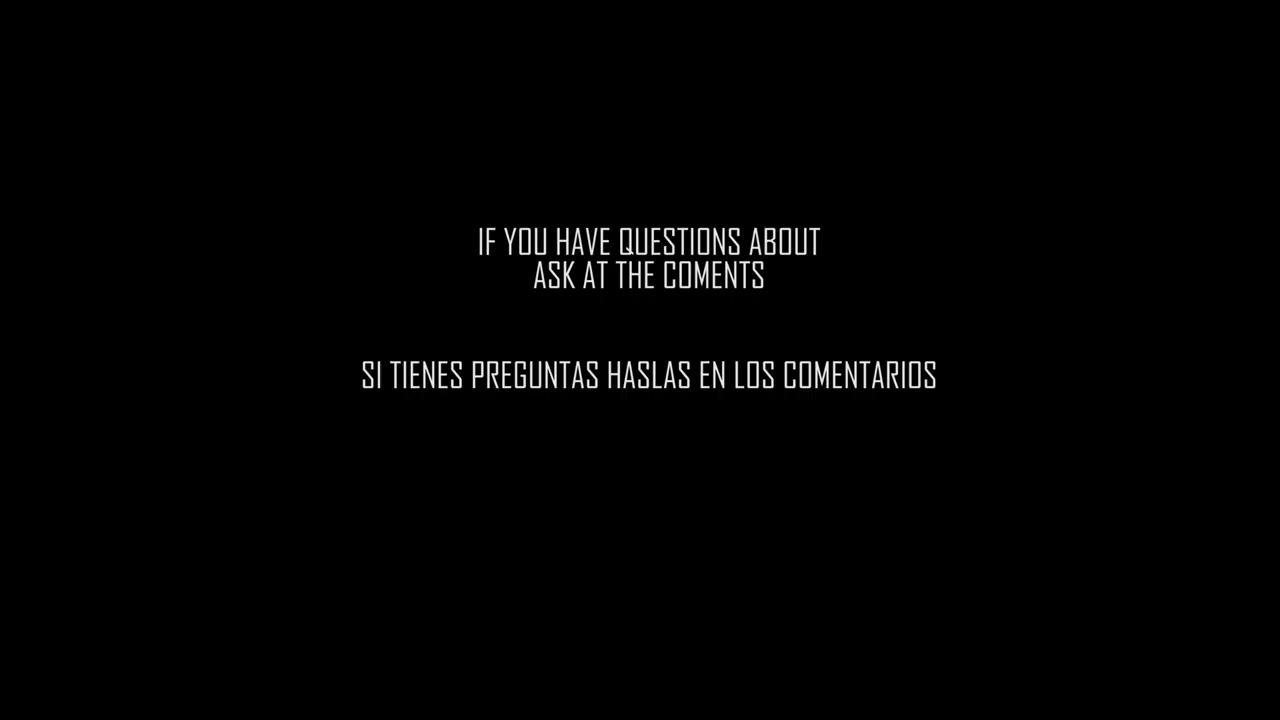 IF YOU HAVE QUESTIONS ABOUT
ASK AT THE COMENTS
SI TIENES PREGUNTAS HASLAS EN LOS COMENTARIOS